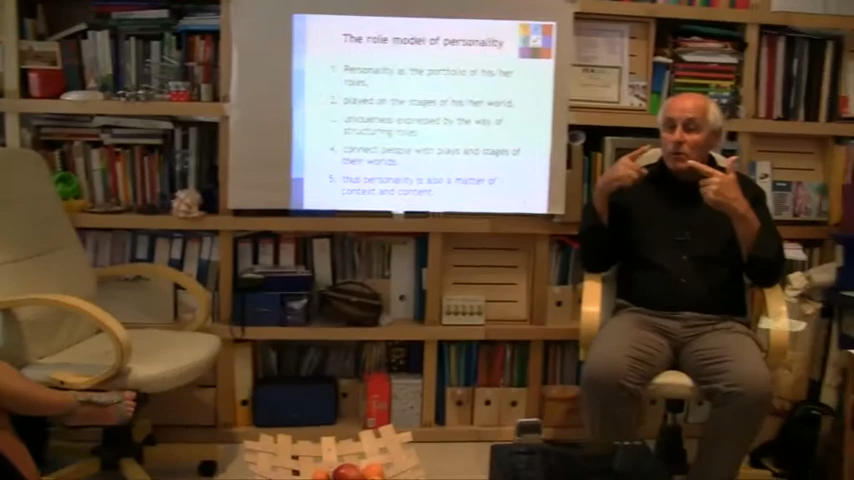 The role model of personality
1. Personality as the portfolio of his/her
roles,
2. played on the stages of his/her world,
3. uniqueness expressed by the way of
structuring roles
4. connect people with plays and stages of
their worlds.
5. thus personality is also a matter of
context and content.